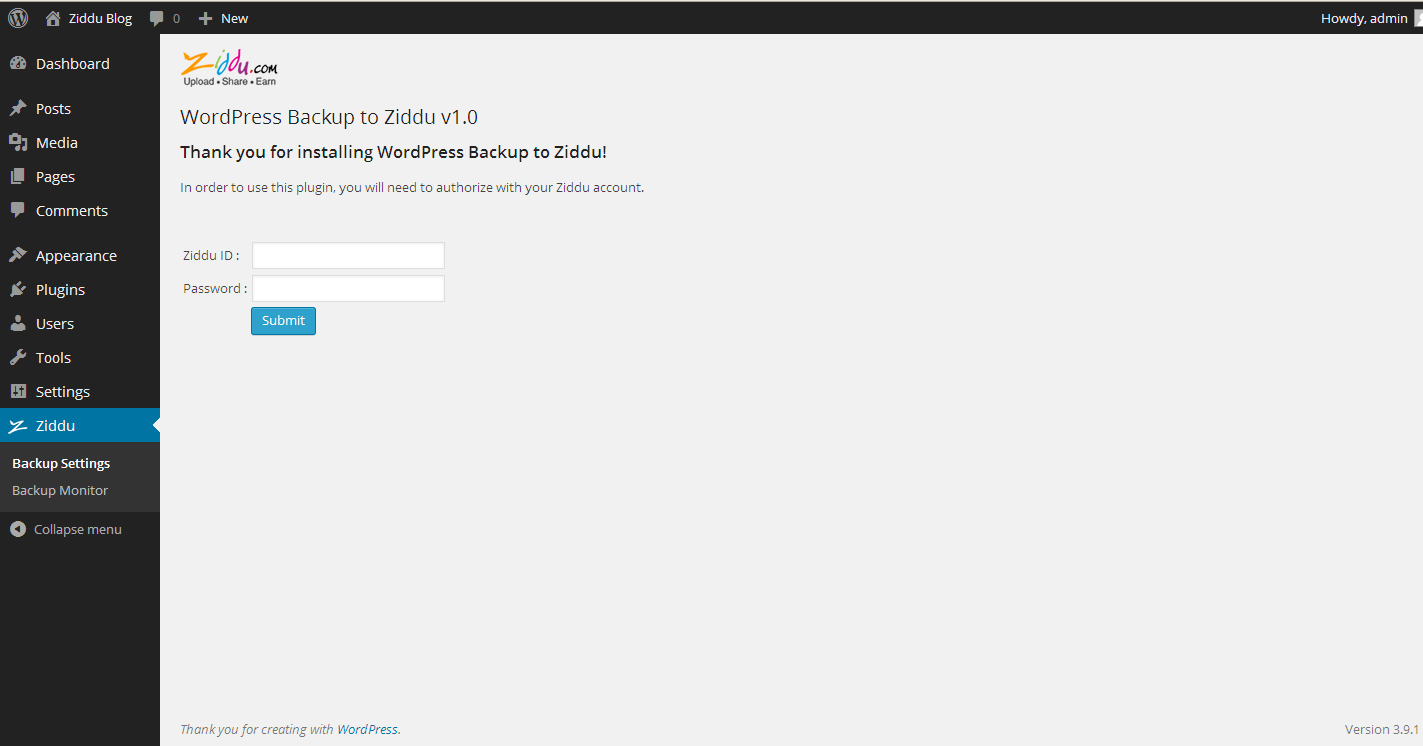 Ziddu Blog 0 New Howdy, admin
Dashboard
Posts
Media
Pages
Comments
Appearance
Plugins
Users
Tools
Settings
Ziddu
Backup Settings
Backup Monitor
Collapse menu
Ziddu.com
Upload • Share • Earn
WordPress Backup to Ziddu v1.0
Thank you for installing WordPress Backup to Ziddu!
In order to use this plugin, you will need to authorize with your Ziddu account.
Ziddu ID :
Password :
Submit
Thank you for creating with WordPress. Version 3.9.1